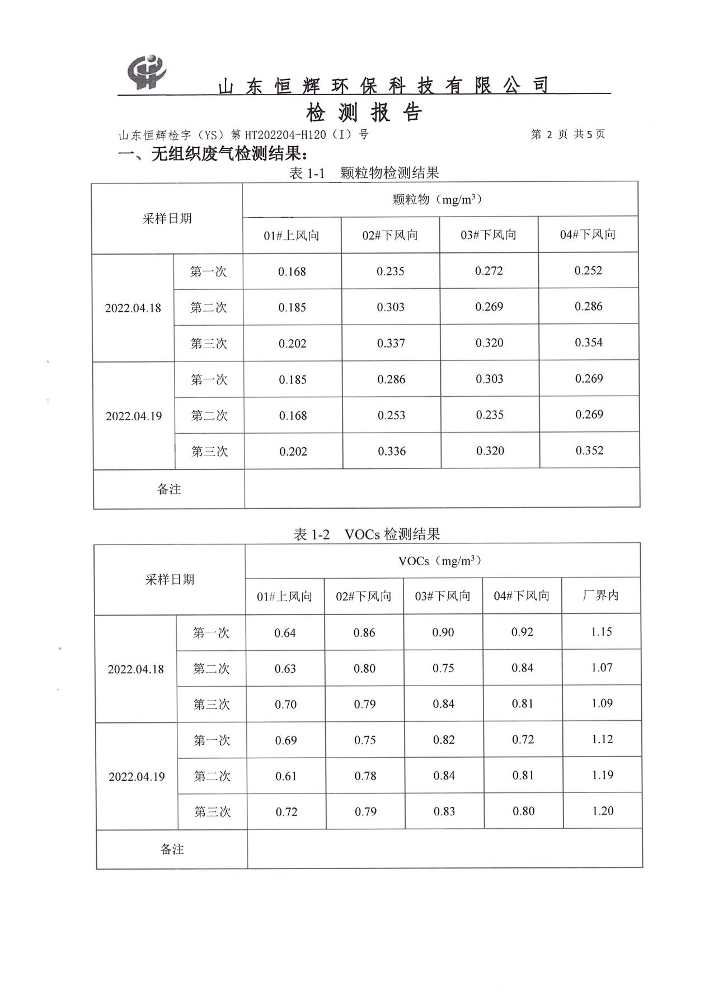 山东恒辉环保科技有限公司
检测报告
山东恒辉检字（YS）第 HT202204-H120（I）号 第 2 页 共 5 页
一、无组织废气检测结果：
表 1-1 颗粒物检测结果
采样日期 颗粒物（mg/m³）
01#上风向 02#下风向 03#下风向 04#下风向
2022.04.18 第一次 0.168 0.235 0.272 0.252
第二次 0.185 0.303 0.269 0.286
第三次 0.202 0.337 0.320 0.354
2022.04.19 第一次 0.185 0.286 0.303 0.269
第二次 0.168 0.253 0.235 0.269
第三次 0.202 0.336 0.320 0.352
备注
表 1-2 VOCs 检测结果
采样日期 VOCs（mg/m³）
01#上风向 02#下风向 03#下风向 04#下风向 厂界内
2022.04.18 第一次 0.64 0.86 0.90 0.92 1.15
第二次 0.63 0.80 0.75 0.84 1.07
第三次 0.70 0.79 0.84 0.81 1.09
2022.04.19 第一次 0.69 0.75 0.82 0.72 1.12
第二次 0.61 0.78 0.84 0.81 1.19
第三次 0.72 0.79 0.83 0.80 1.20
备注